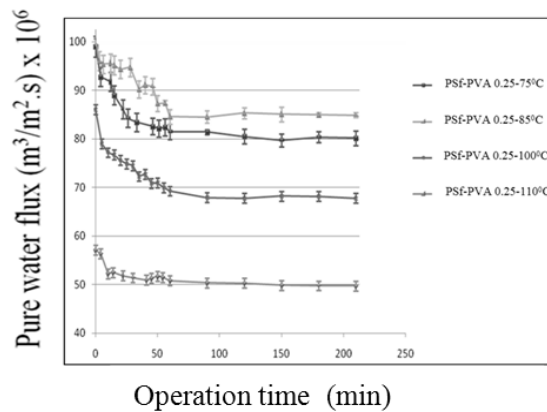 Pure water flux (m³/m².s) x 10⁶
100
90
80
70
60
50
40
0
50
100
150
200
250
Operation time (min)
PSf-PVA 0.25-75⁰C
PSf-PVA 0.25-85⁰C
PSf-PVA 0.25-100⁰C
PSf-PVA 0.25-110⁰C